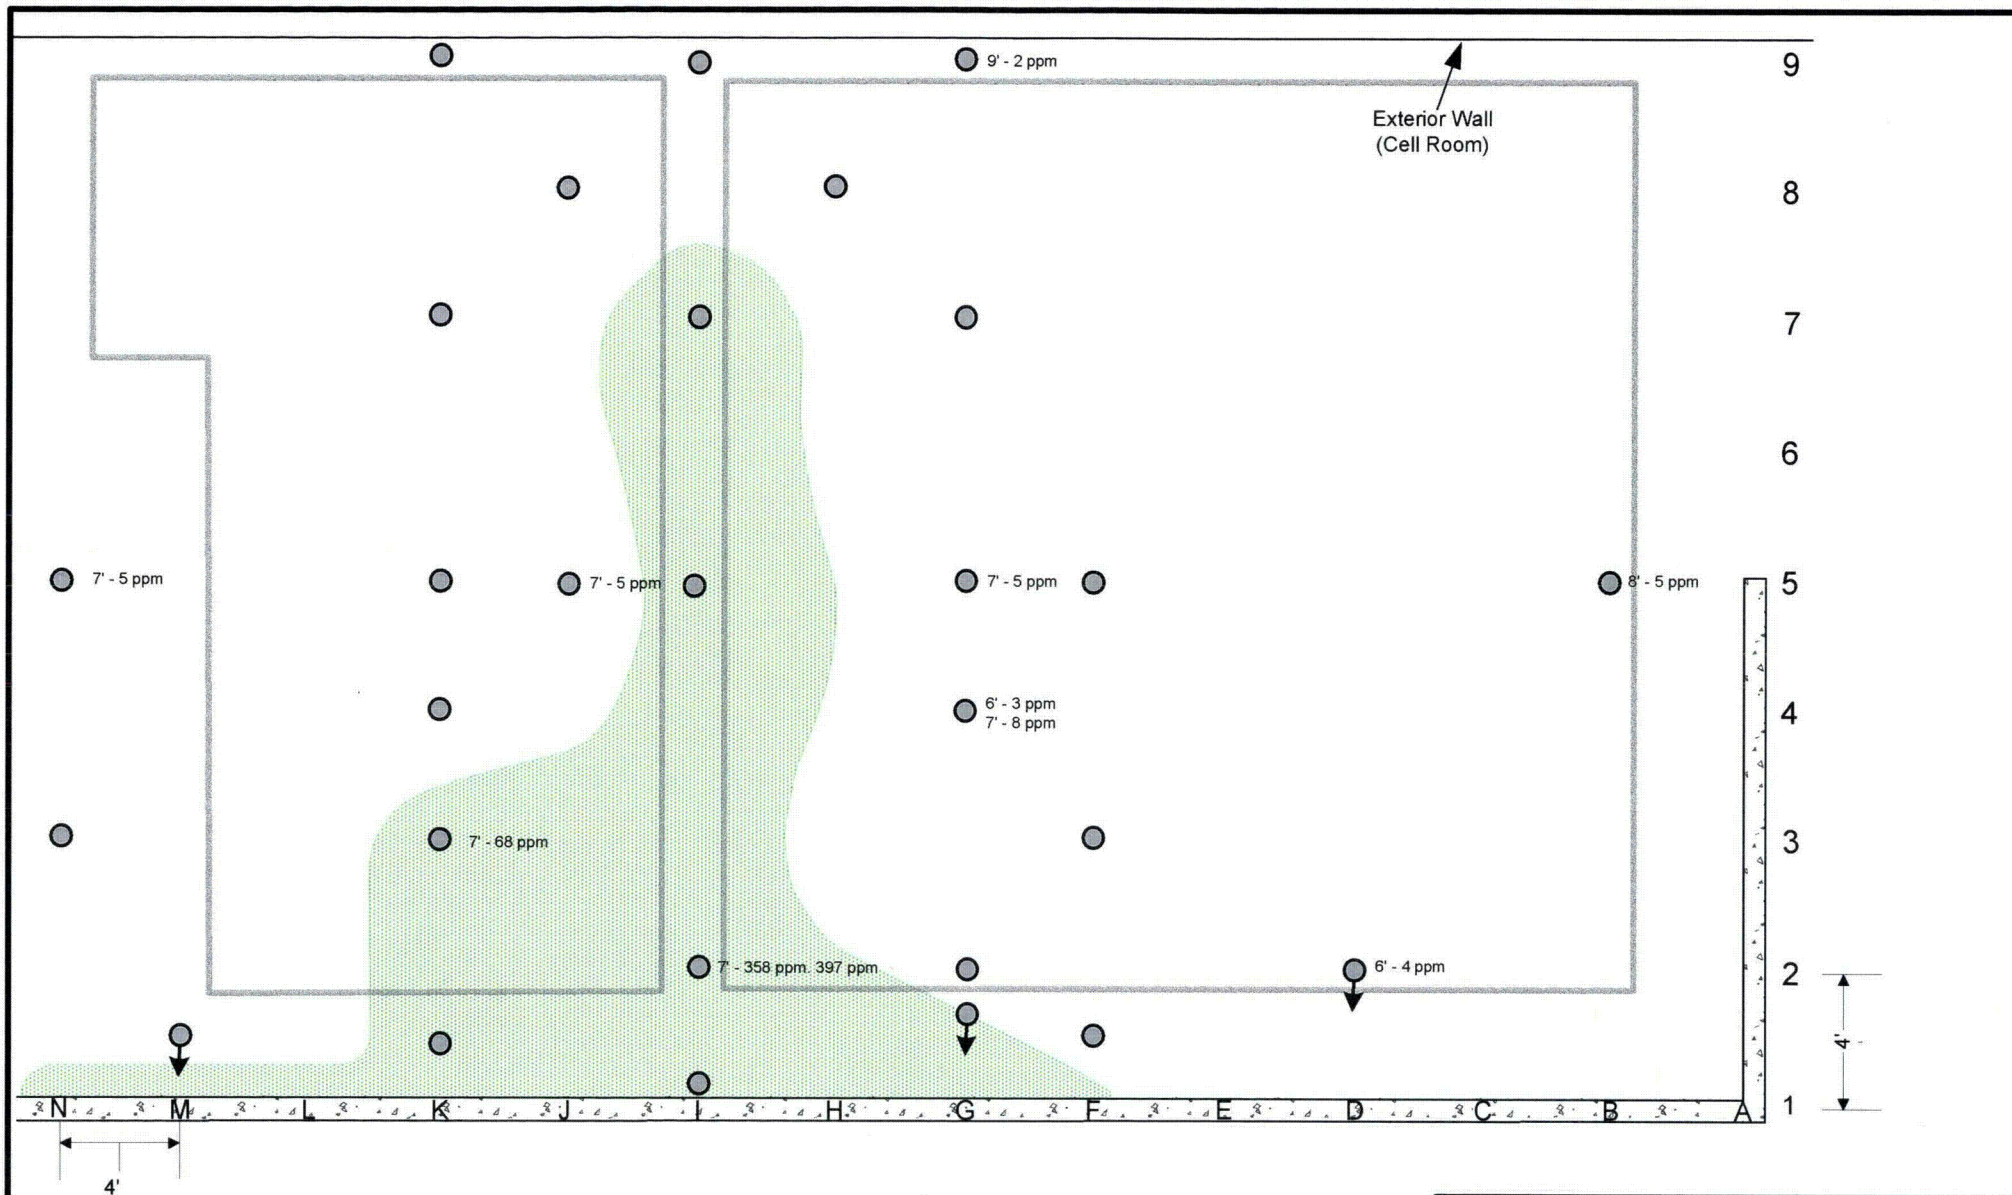 9' - 2 ppm
9
Exterior Wall
(Cell Room)
8
7
6
7' - 5 ppm
7' - 5 ppm
7' - 5 ppm
8' - 5 ppm
5
6' - 3 ppm
7' - 8 ppm
4
7' - 68 ppm
3
7' - 358 ppm. 397 ppm
6' - 4 ppm
2
4'
N M L K J I H G F E D C B A
1
4'